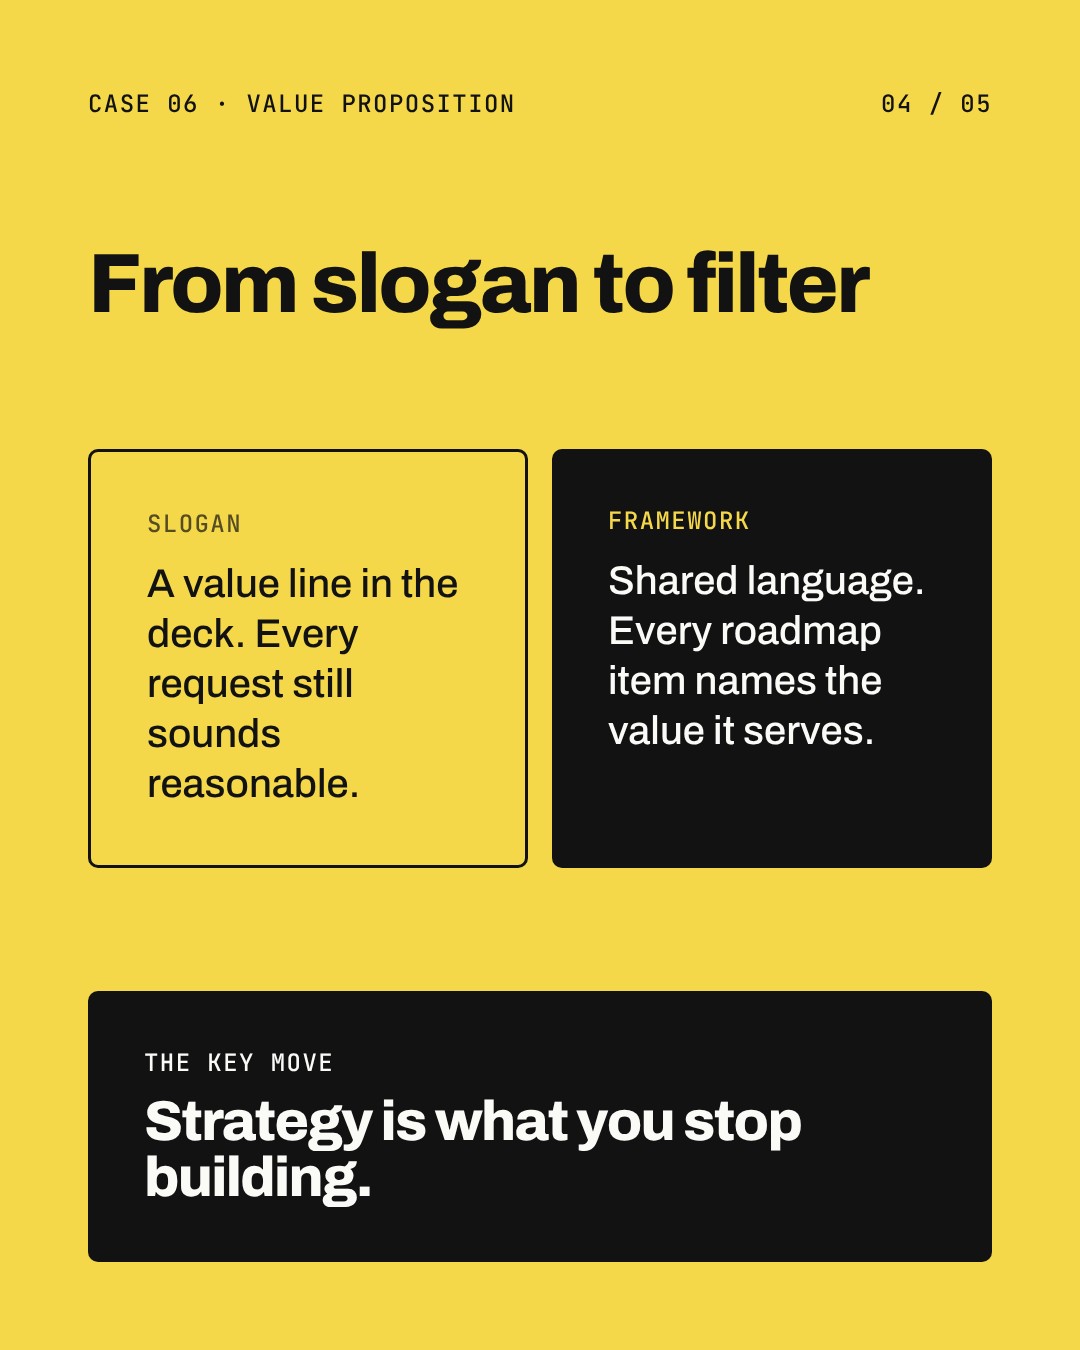 CASE 06 · VALUE PROPOSITION
04 / 05
From slogan to filter
SLOGAN
A value line in the
deck. Every
request still
sounds
reasonable.
FRAMEWORK
Shared language.
Every roadmap
item names the
value it serves.
THE KEY MOVE
Strategy is what you stop
building.